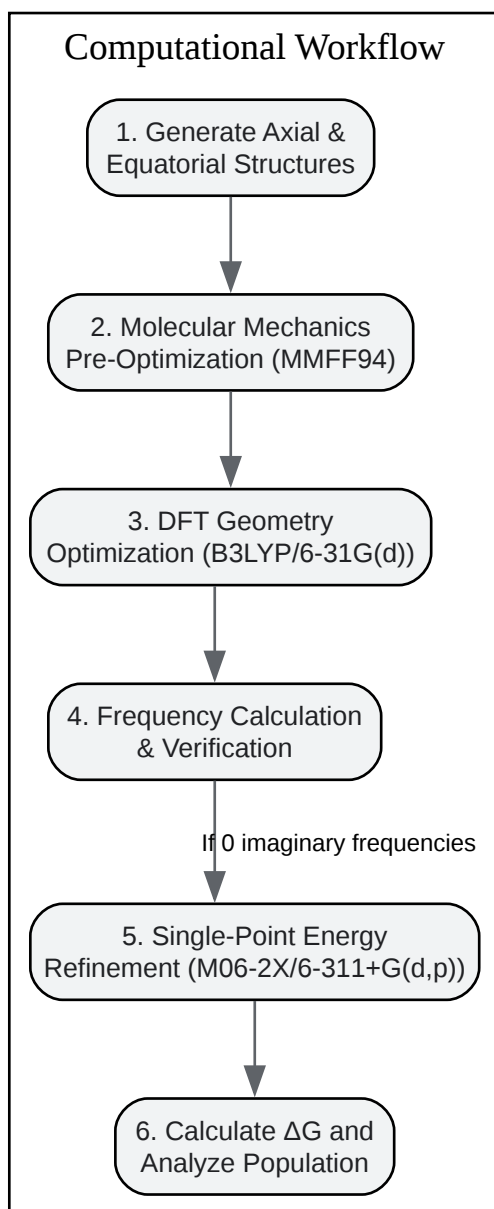 Computational Workflow
1. Generate Axial &
Equatorial Structures
2. Molecular Mechanics
Pre-Optimization (MMFF94)
3. DFT Geometry
Optimization (B3LYP/6-31G(d))
4. Frequency Calculation
& Verification
If 0 imaginary frequencies
5. Single-Point Energy
Refinement (M06-2X/6-311+G(d,p))
6. Calculate ΔG and
Analyze Population